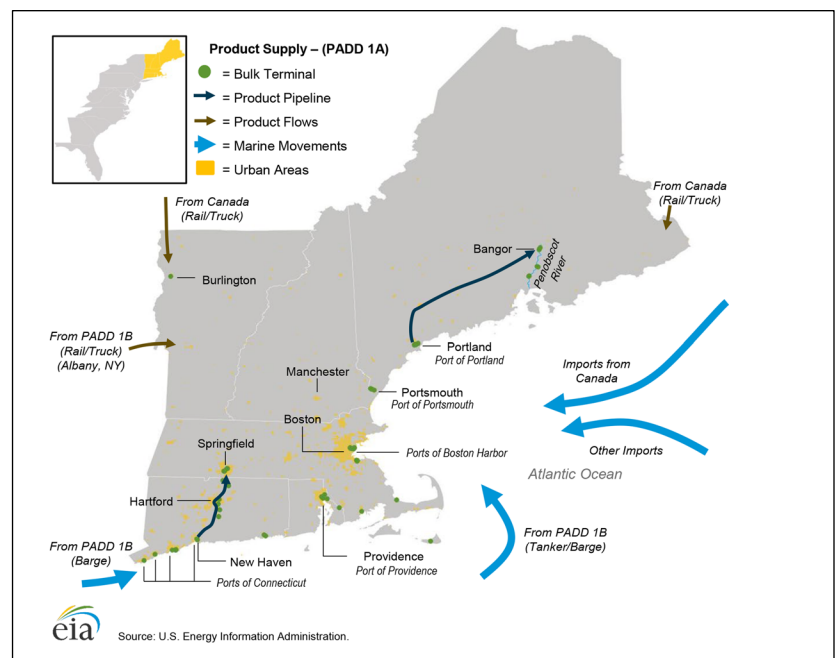 Product Supply – (PADD 1A)
= Bulk Terminal
= Product Pipeline
= Product Flows
= Marine Movements
= Urban Areas
From Canada
(Rail/Truck)
From Canada
(Rail/Truck)
Bangor
Penobscot
River
Burlington
From PADD 1B
(Rail/Truck)
(Albany, NY)
Portland
Port of Portland
Manchester
Imports from
Canada
Portsmouth
Port of Portsmouth
Boston
Springfield
Ports of Boston Harbor
Other Imports
Atlantic Ocean
Hartford
From PADD 1B
(Barge)
From PADD 1B
(Tanker/Barge)
New Haven
Providence
Port of Providence
Ports of Connecticut
eia
Source: U.S. Energy Information Administration.